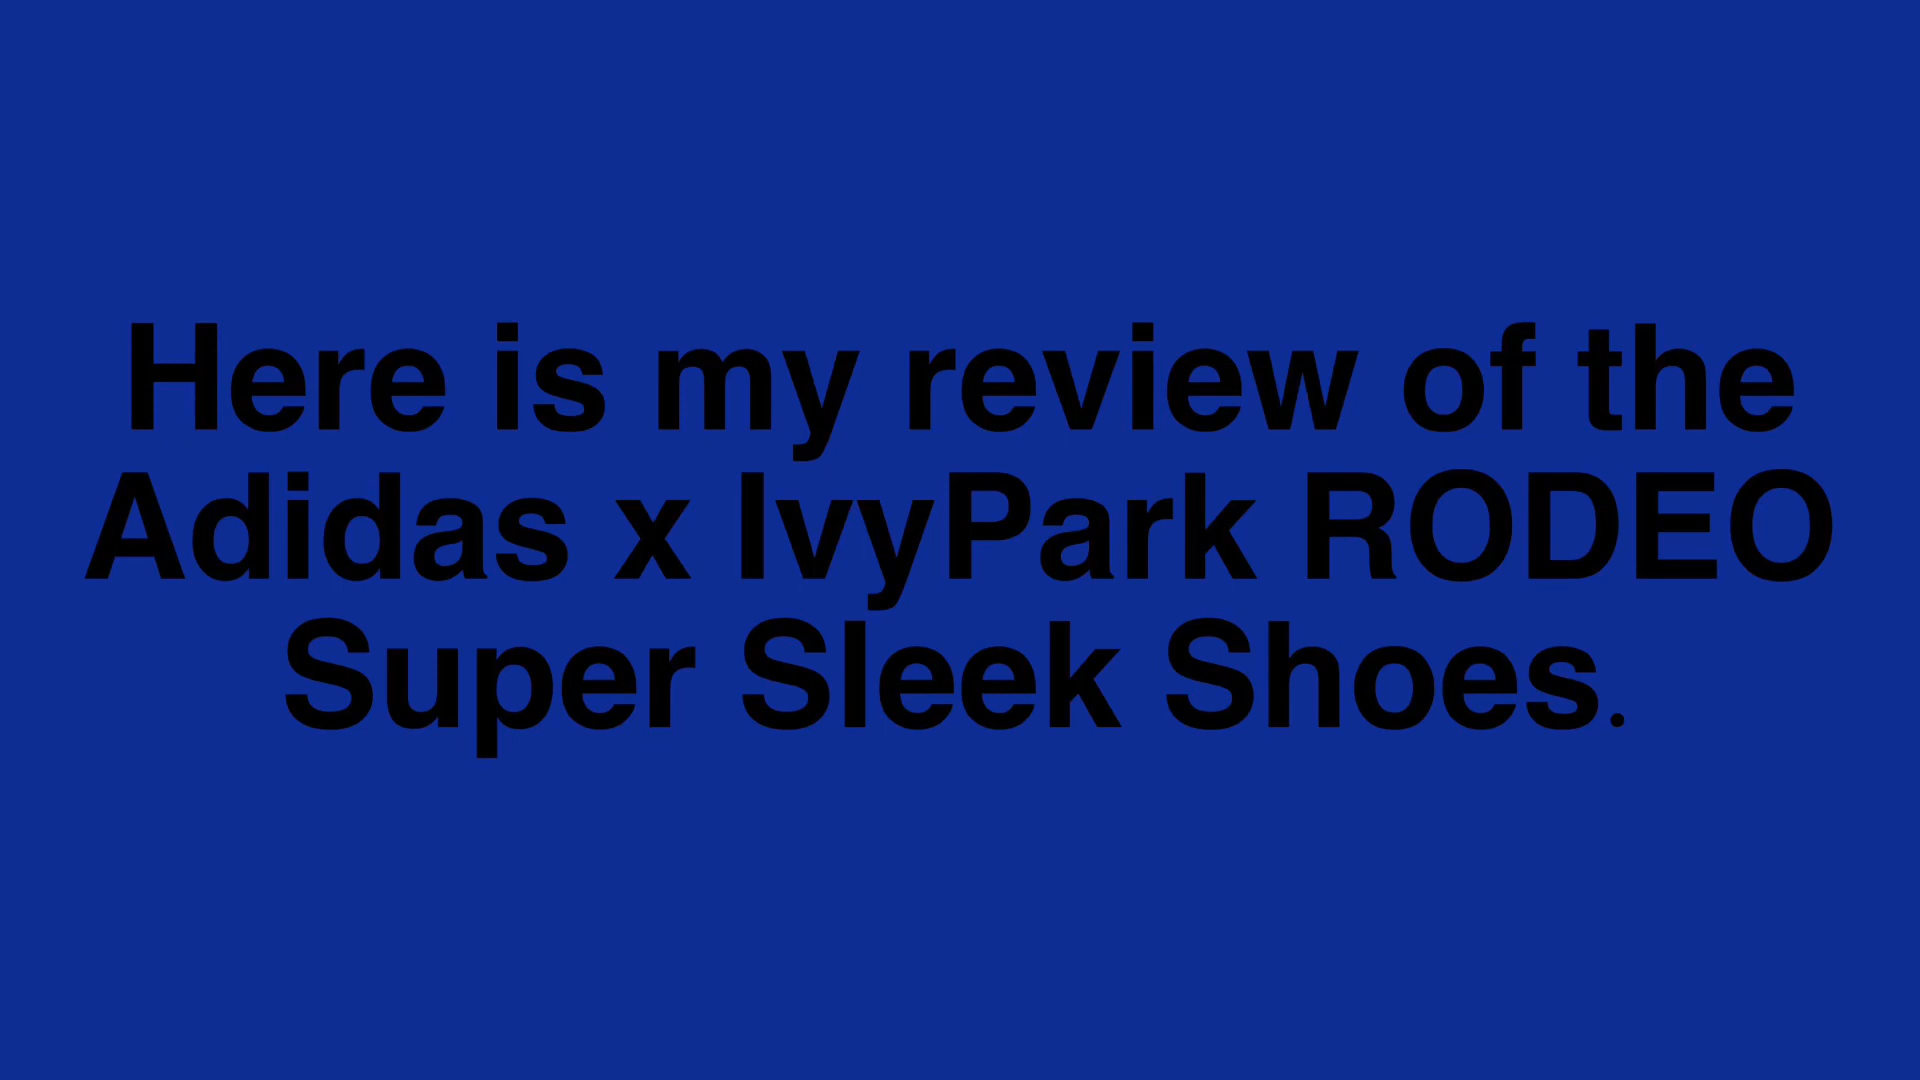 Here is my review of the
Adidas x IvyPark RODEO
Super Sleek Shoes.